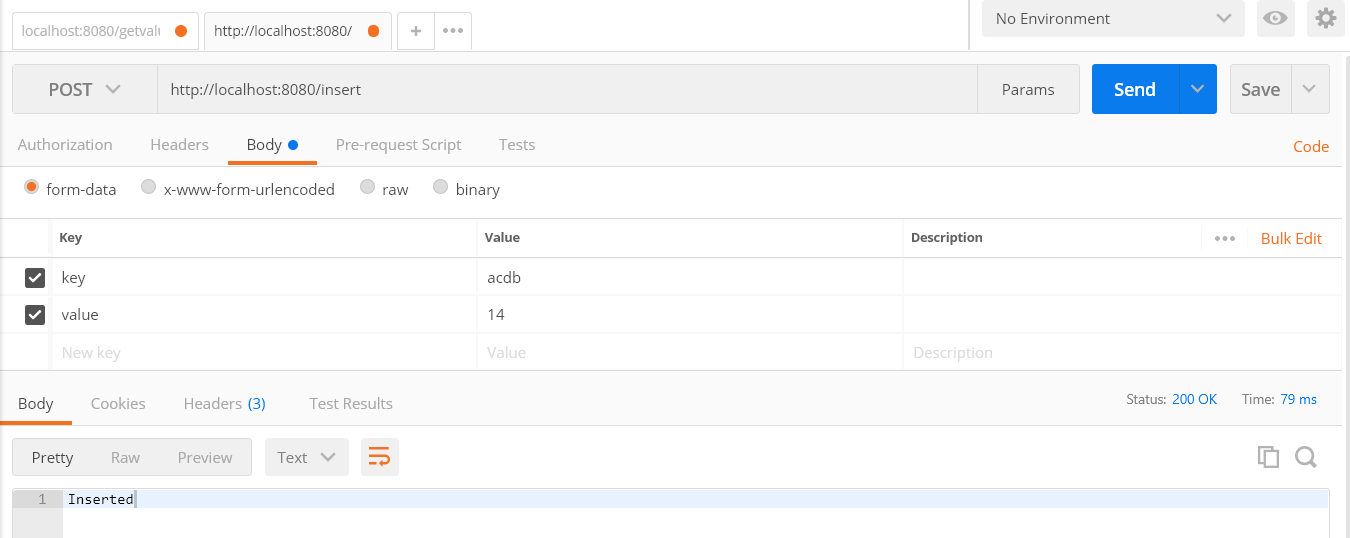 localhost:8080/getvalu http://localhost:8080/ + No Environment
POST http://localhost:8080/insert Params Send Save
Authorization Headers Body Pre-request Script Tests Code
form-data x-www-form-urlencoded raw binary
Key Value Description Bulk Edit
key acdb
value 14
New key Value Description
Body Cookies Headers (3) Test Results Status: 200 OK Time: 79 ms
Pretty Raw Preview Text
1 Inserted